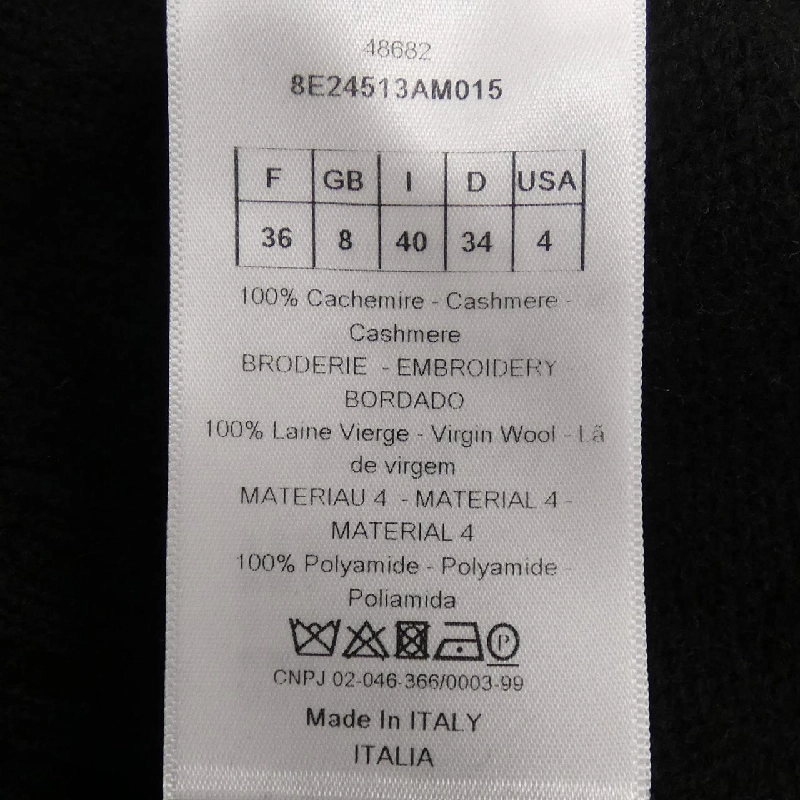 48682
8E24513AM015
F GB I D USA
36 8 40 34 4
100% Cachemire - Cashmere -
Cashmere
BRODERIE - EMBROIDERY -
BORDADO
100% Laine Vierge - Virgin Wool - Lã
de virgem
MATERIAU 4 - MATERIAL 4 -
MATERIAL 4
100% Polyamide - Polyamide -
Poliamida
P
CNPJ 02-046-366/0003-99
Made In ITALY
ITALIA